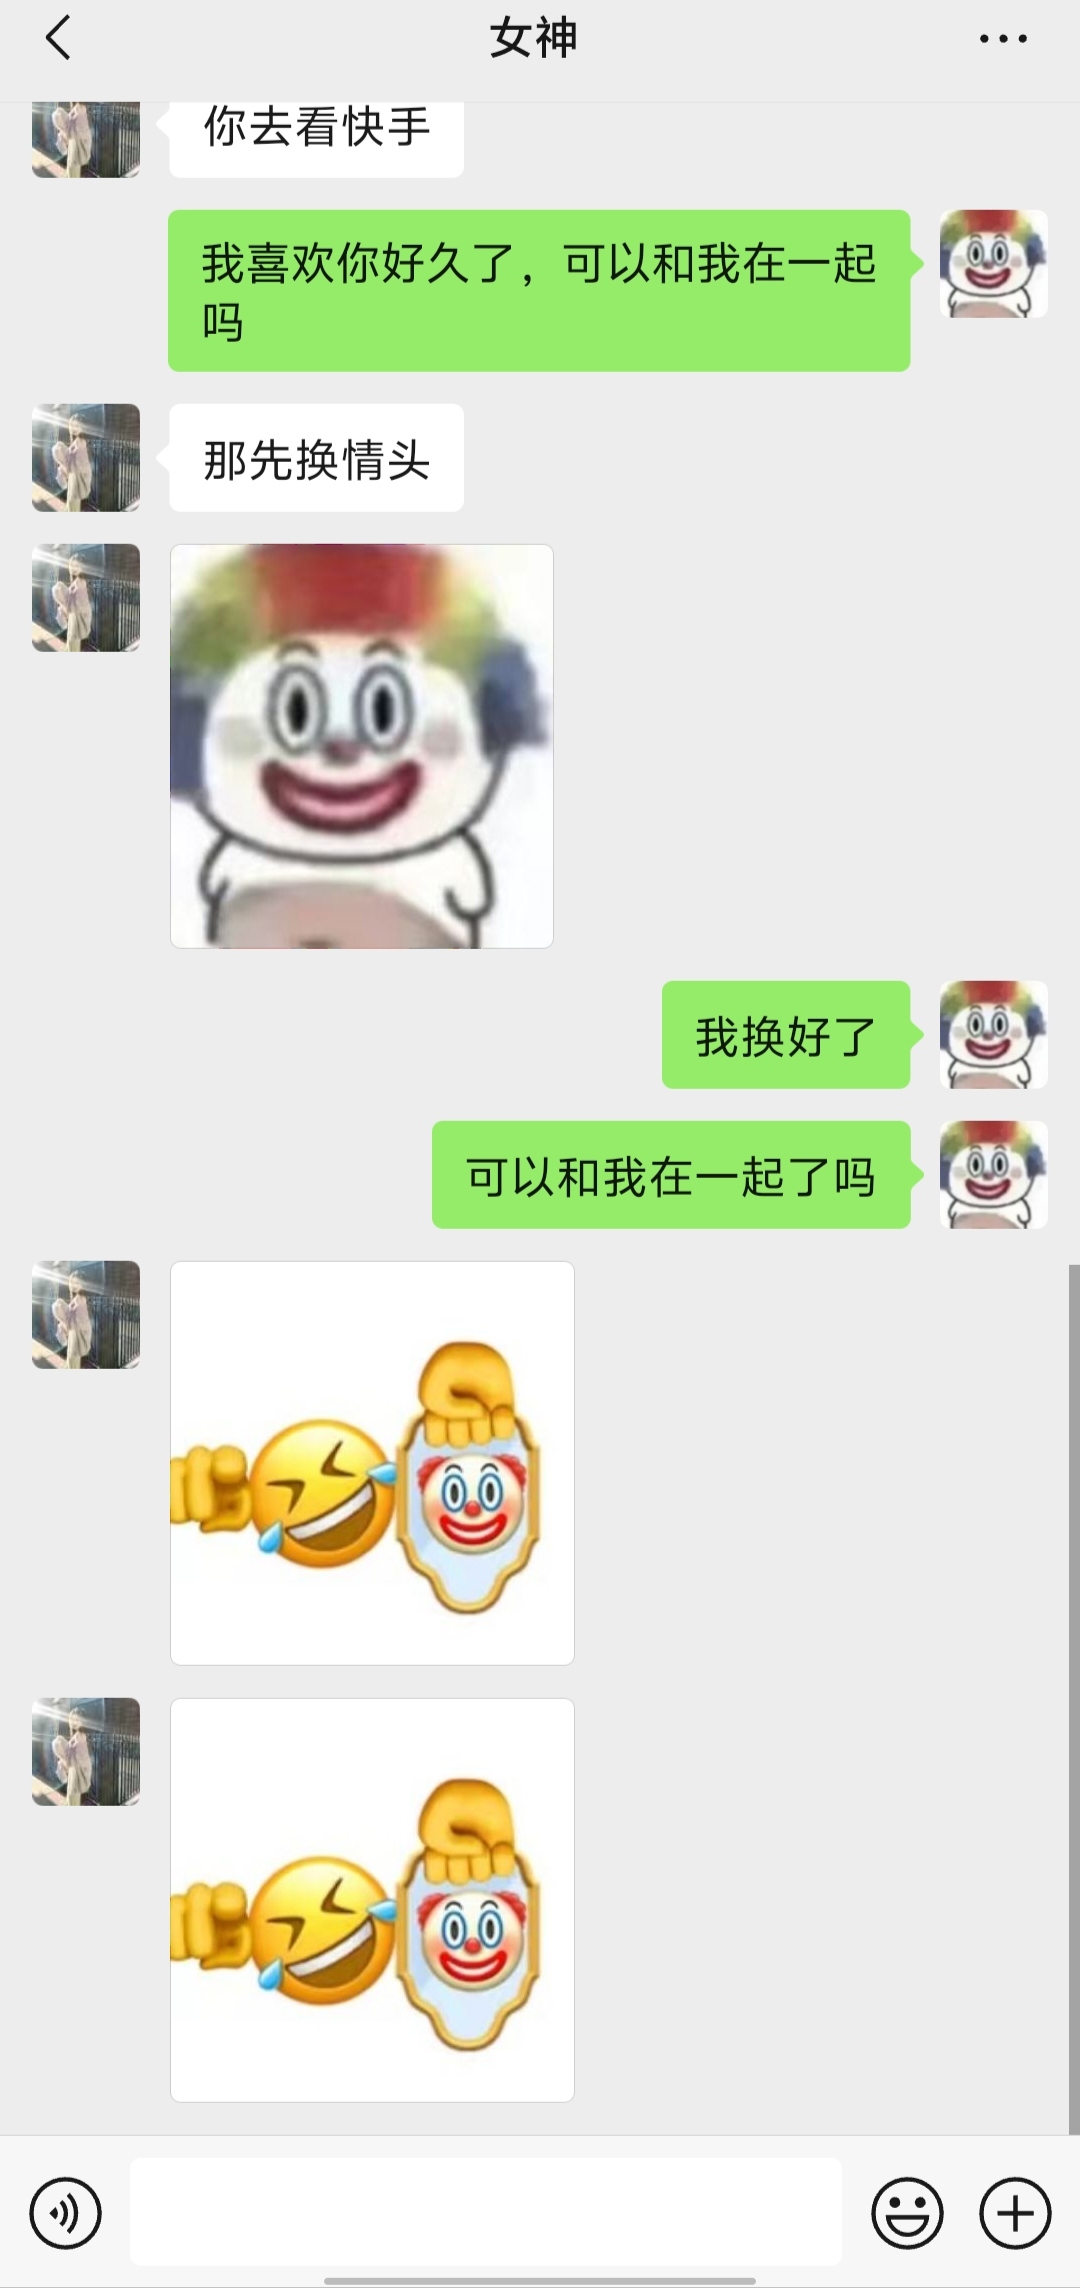 女神
你去看快手
我喜欢你好久了，可以和我在一起
吗
那先换情头
我换好了
可以和我在一起了吗